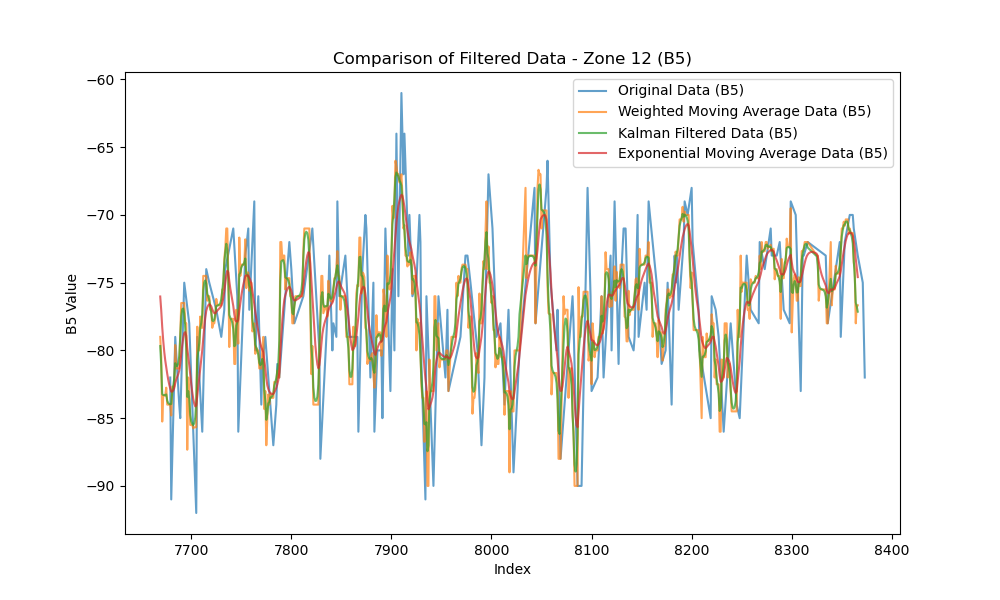 Comparison of Filtered Data - Zone 12 (B5)
Original Data (B5)
Weighted Moving Average Data (B5)
Kalman Filtered Data (B5)
Exponential Moving Average Data (B5)
B5 Value
−60
−65
−70
−75
−80
−85
−90
7700
7800
7900
8000
8100
8200
8300
8400
Index